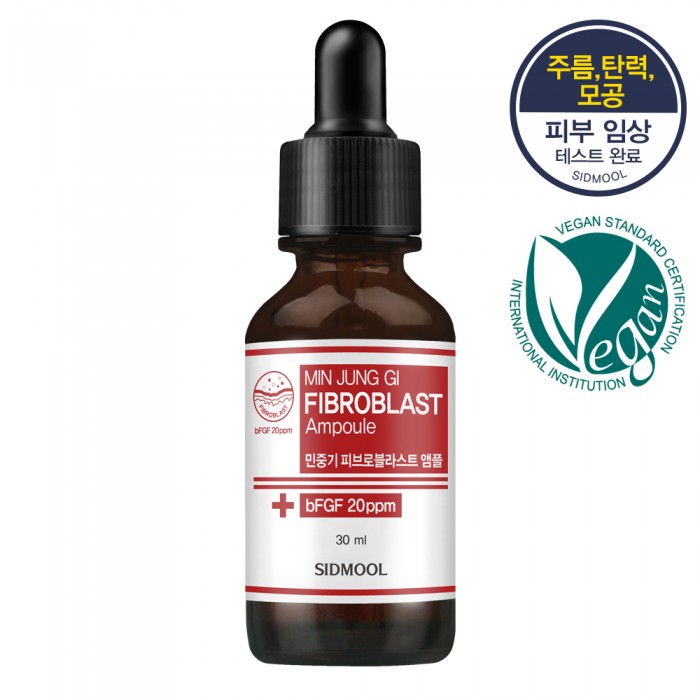 주름,탄력,
모공
피부 임상
테스트 완료
SIDMOOL
VEGAN STANDARD CERTIFICATION
INTERNATIONAL INSTITUTION
Vegan
FIBROBLAST
bFGF 20ppm
MIN JUNG GI
FIBROBLAST
Ampoule
민중기 피브로블라스트 앰플
+ bFGF 20ppm
30 ml
SIDMOOL